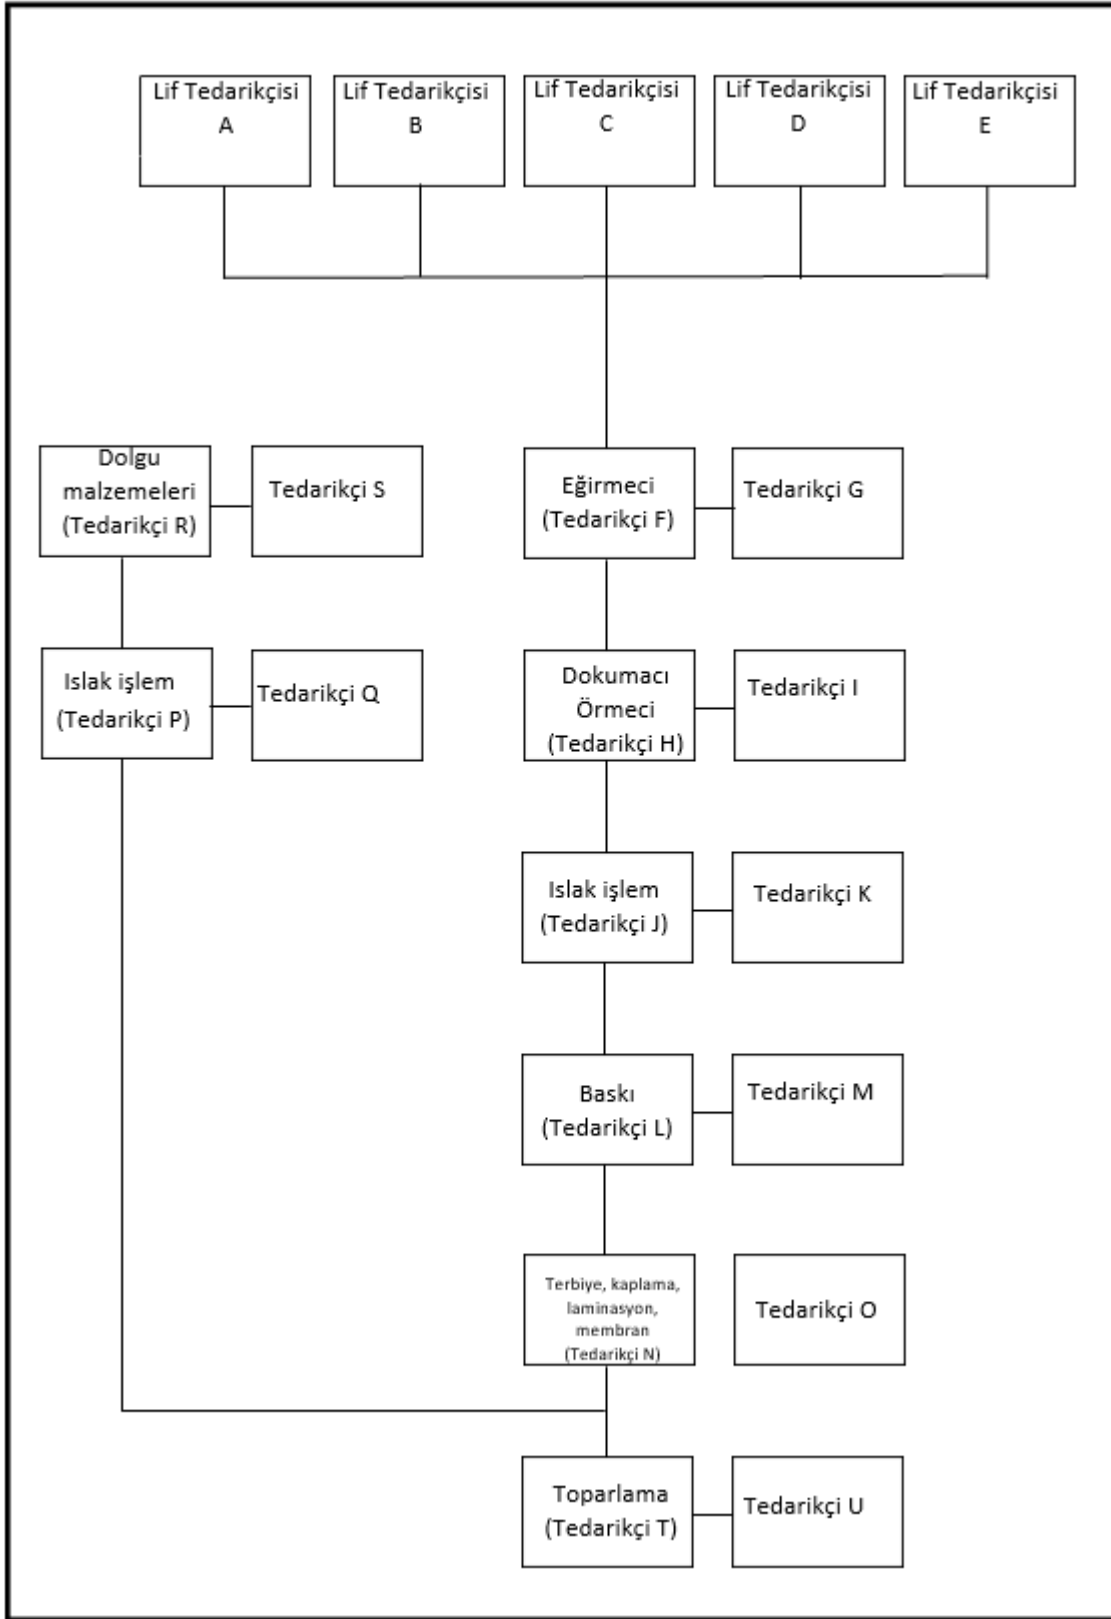 Lif Tedarikçisi
A
Lif Tedarikçisi
B
Lif Tedarikçisi
C
Lif Tedarikçisi
D
Lif Tedarikçisi
E
Dolgu
malzemeleri
(Tedarikçi R)
Tedarikçi S
Eğirmeci
(Tedarikçi F)
Tedarikçi G
Islak işlem
(Tedarikçi P)
Tedarikçi Q
Dokumacı
Örmeci
(Tedarikçi H)
Tedarikçi I
Islak işlem
(Tedarikçi J)
Tedarikçi K
Baskı
(Tedarikçi L)
Tedarikçi M
Terbiye, kaplama,
laminasyon,
membran
(Tedarikçi N)
Tedarikçi O
Toparlama
(Tedarikçi T)
Tedarikçi U